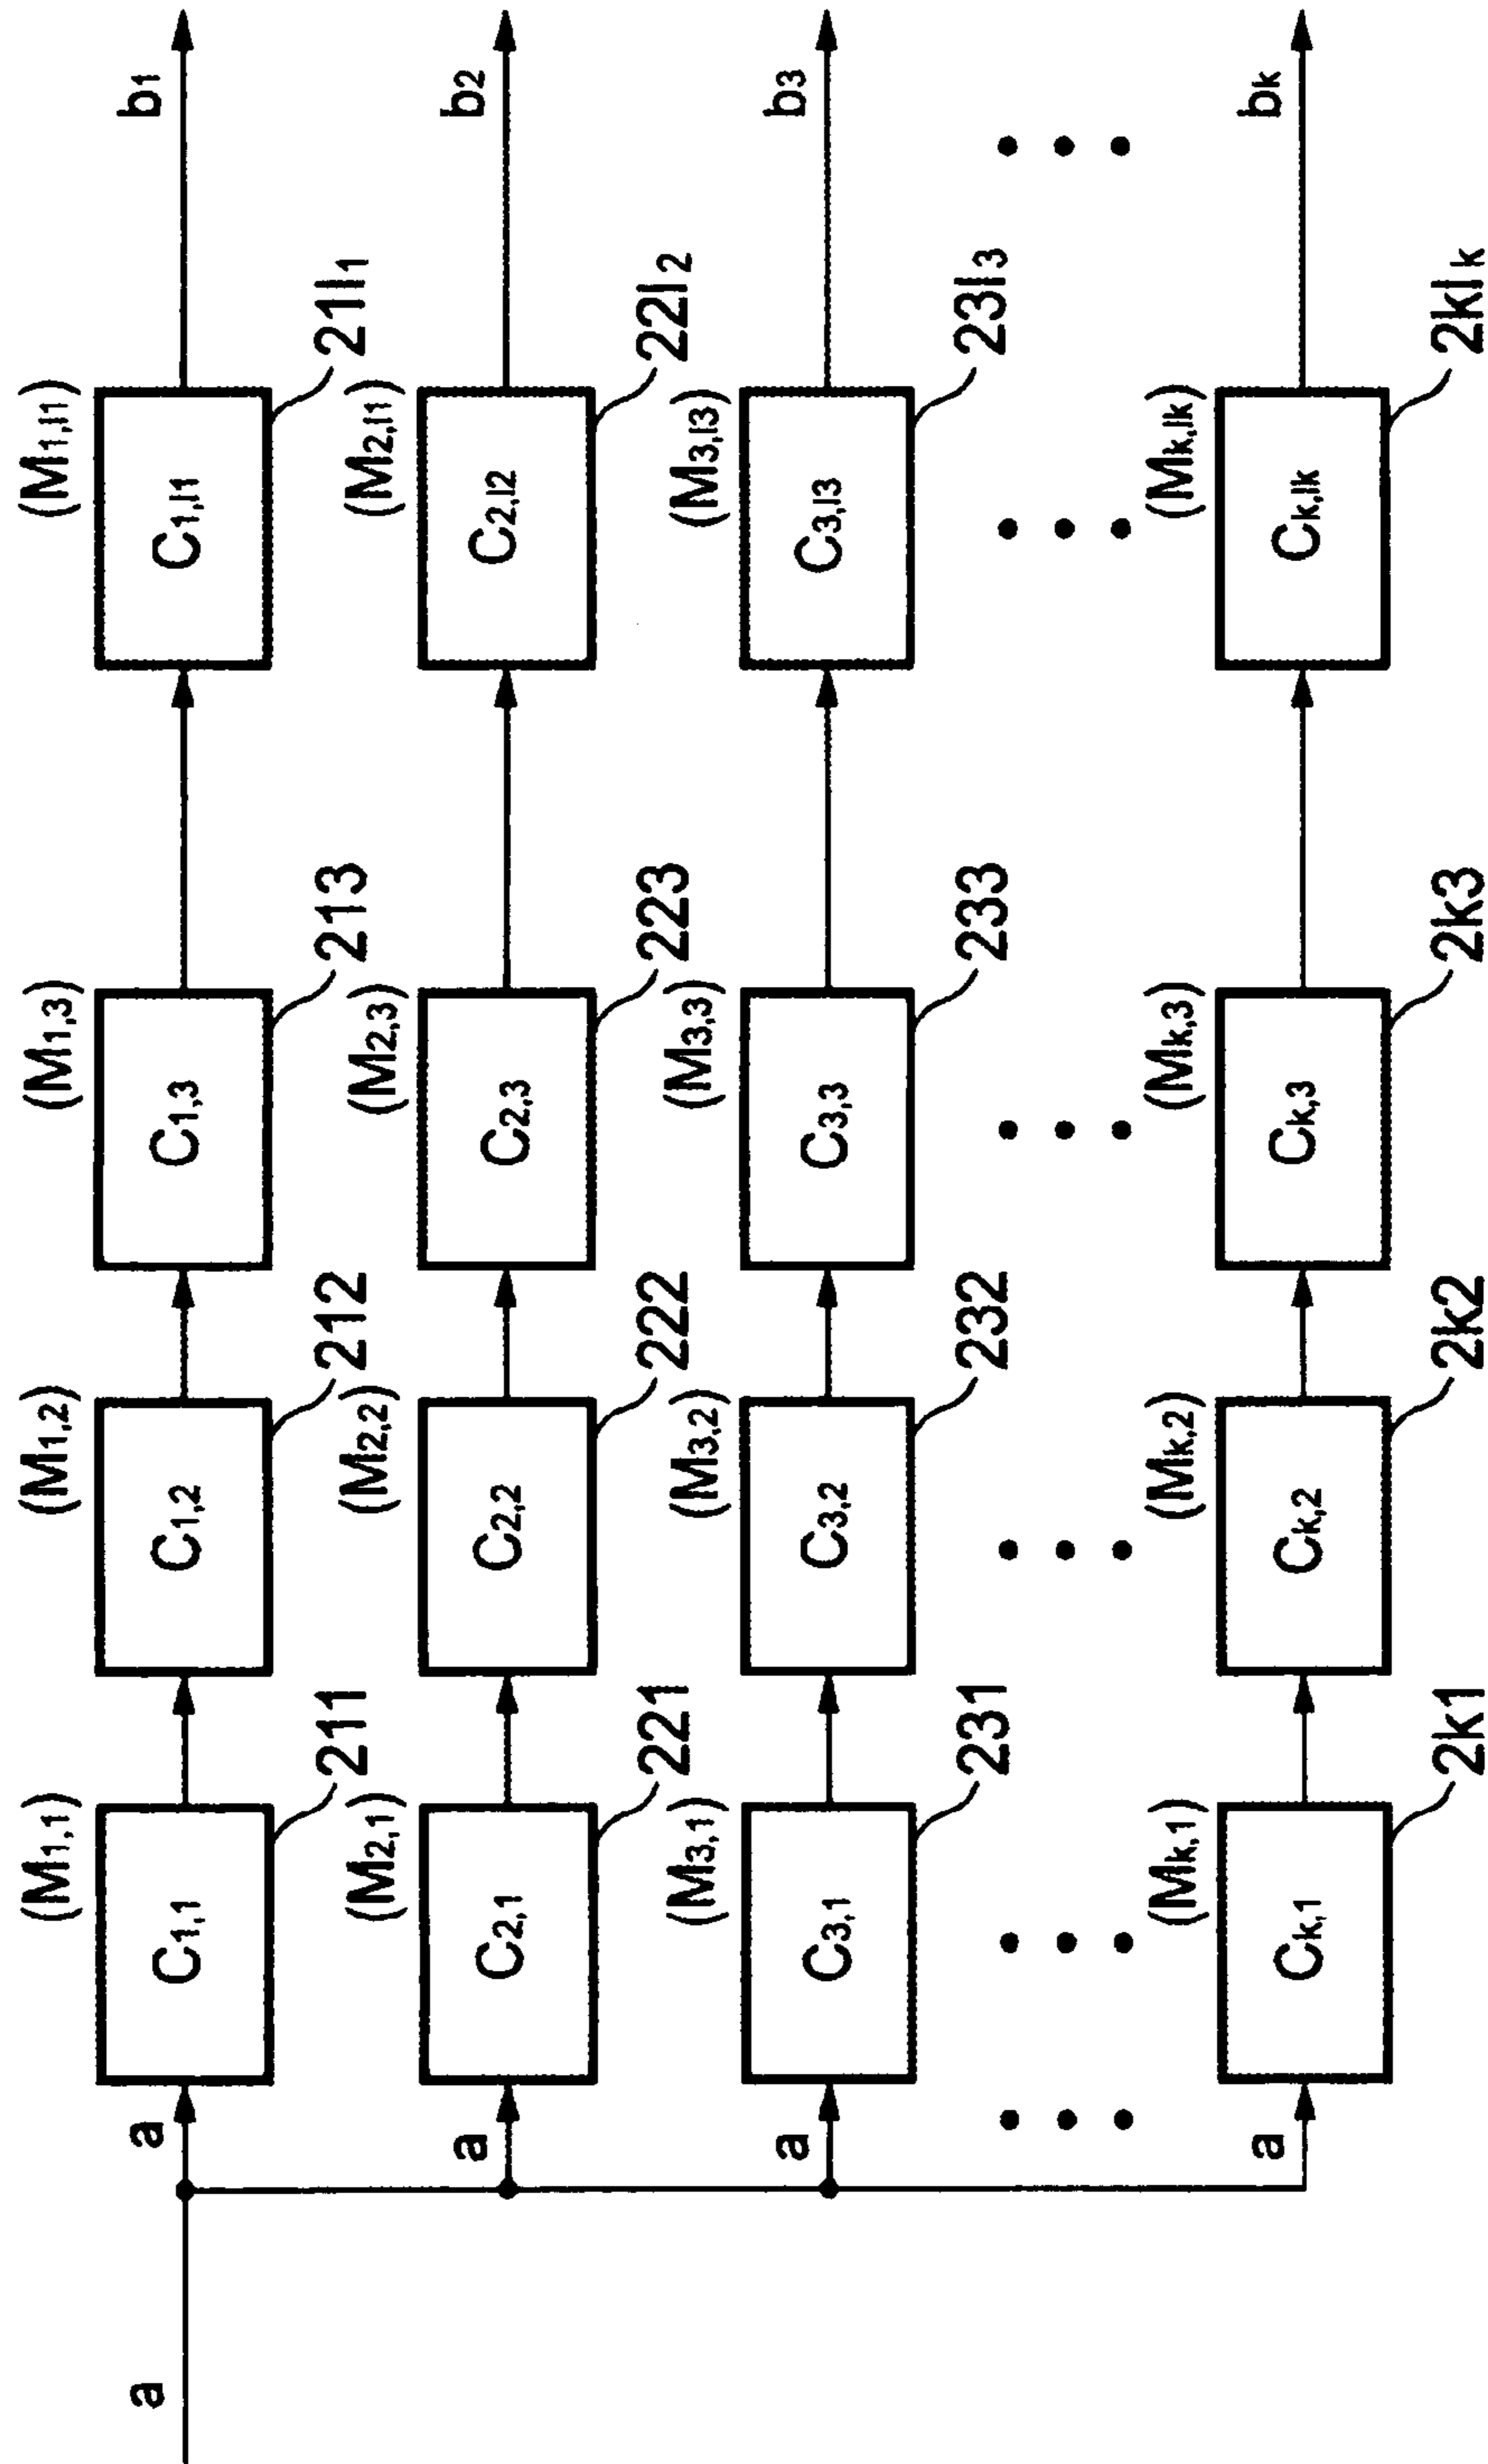 a
a
(M1,1)
C1,1
211
(M1,2)
C1,2
212
(M1,3)
C1,3
213
(M1,l1)
C1,l1
21l1
b1
a
(M2,1)
C2,1
221
(M2,2)
C2,2
222
(M2,3)
C2,3
223
(M2,l1)
C2,l2
22l2
b2
a
(M3,1)
C3,1
231
(M3,2)
C3,2
232
(M3,3)
C3,3
233
(M3,l3)
C3,l3
23l3
b3
a
(Mk,1)
Ck,1
2k1
(Mk,2)
Ck,2
2k2
(Mk,3)
Ck,3
2k3
(Mk,lk)
Ck,lk
2klk
bk